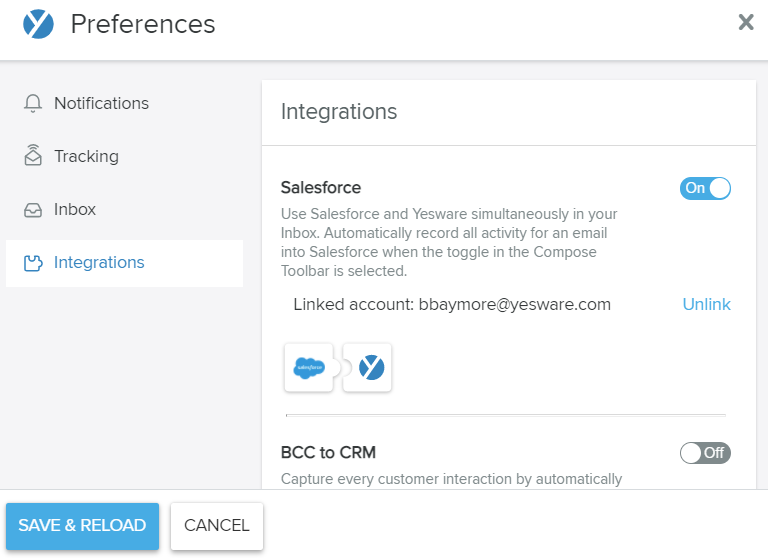 Preferences
Notifications
Tracking
Inbox
Integrations
Integrations
Salesforce
On
Use Salesforce and Yesware simultaneously in your
Inbox. Automatically record all activity for an email
into Salesforce when the toggle in the Compose
Toolbar is selected.
Linked account: bbaymore@yesware.com
Unlink
salesforce
BCC to CRM
Off
Capture every customer interaction by automatically
SAVE & RELOAD
CANCEL